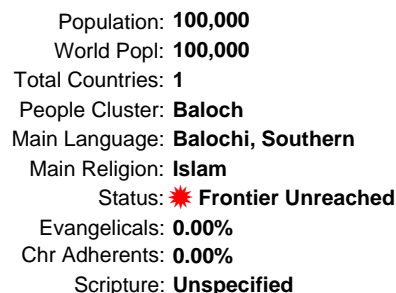 Population: 100,000
World Popl: 100,000
Total Countries: 1
People Cluster: Baloch
Main Language: Balochi, Southern
Main Religion: Islam
Status: Frontier Unreached
Evangelicals: 0.00%
Chr Adherents: 0.00%
Scripture: Unspecified